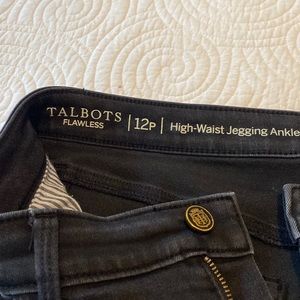 TALBOTS
FLAWLESS
|12P| High-Waist Jegging Ankle